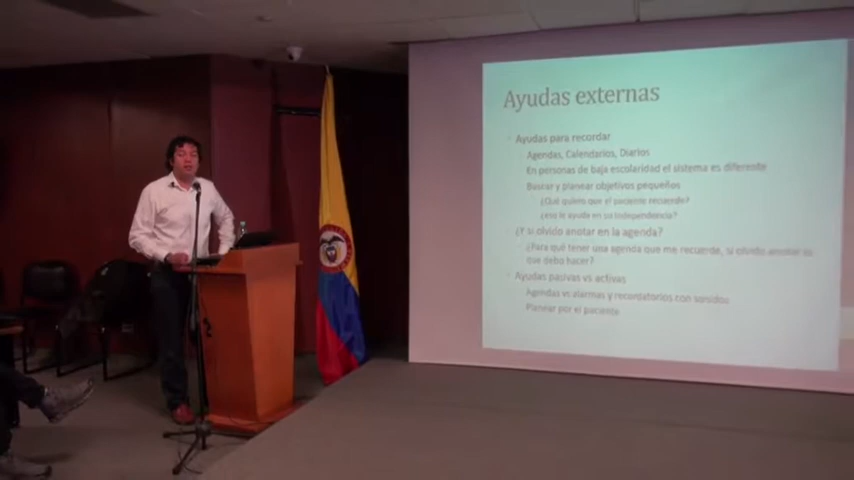 Ayudas externas
Ayudas para recordar
Agendas, Calendarios, Diarios
En personas de baja escolaridad el sistema es diferente
Buscar y planear objetivos pequeños
¿Qué quiero que el paciente recuerde?
¿eso le ayuda en su independencia?
¿Y si olvido anotar en la agenda?
¿Para qué tener una agenda que me recuerde, si olvido anotar lo
que debo hacer?
Ayudas pasivas vs activas
Agendas vs alarmas y recordatorios con sonidos
Planear por el paciente